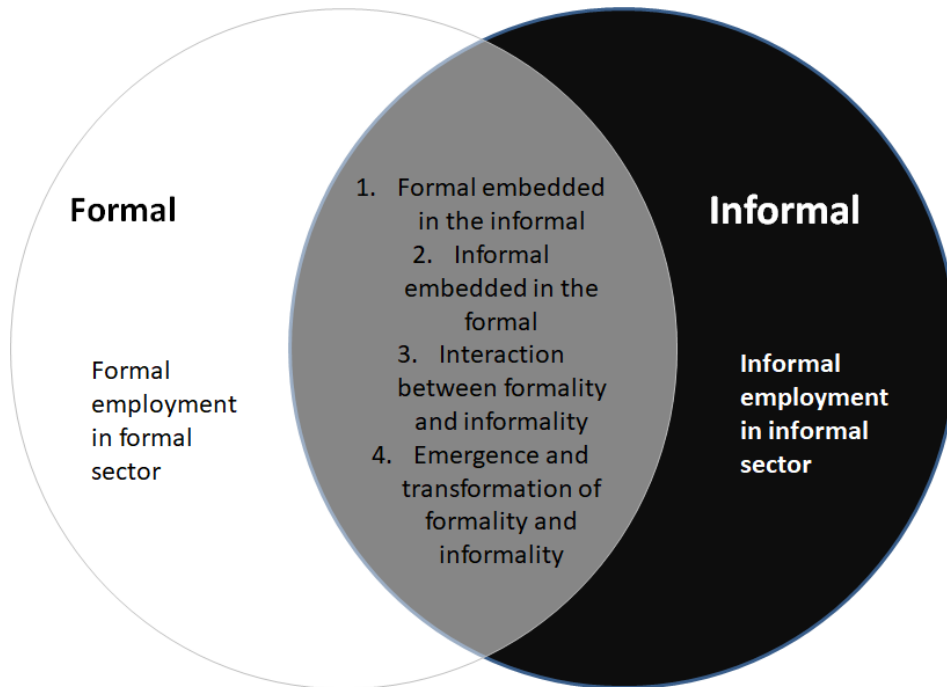 Formal
Formal
employment
in formal
sector
1. Formal embedded
in the informal
2. Informal
embedded in the
formal
3. Interaction
between formality
and informality
4. Emergence and
transformation of
formality and
informality
Informal
Informal
employment
in informal
sector